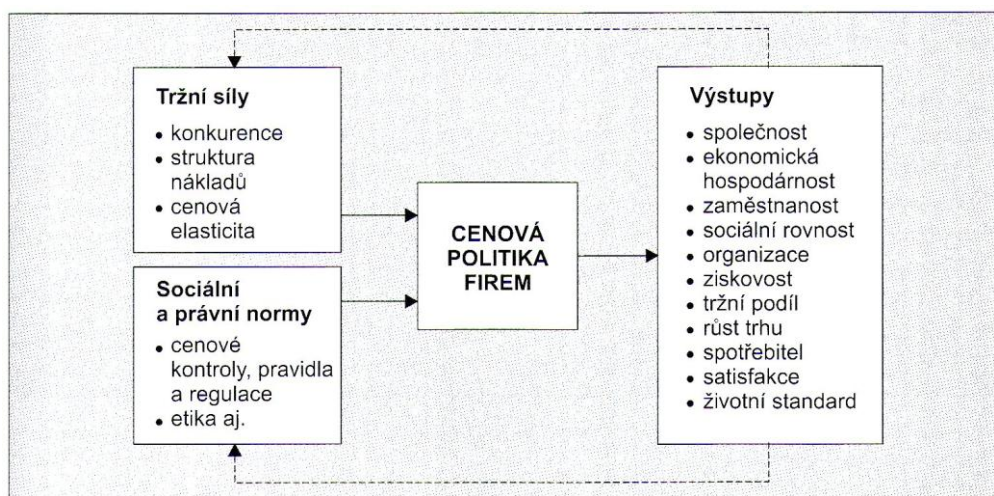 Tržní síly
• konkurence
• struktura
nákladů
• cenová
elasticita
Sociální
a právní normy
• cenové
kontroly, pravidla
a regulace
• etika aj.
CENOVÁ
POLITIKA
FIREM
Výstupy
• společnost
• ekonomická
hospodárnost
• zaměstnanost
• sociální rovnost
• organizace
• ziskovost
• tržní podíl
• růst trhu
• spotřebitel
• satisfakce
• životní standard